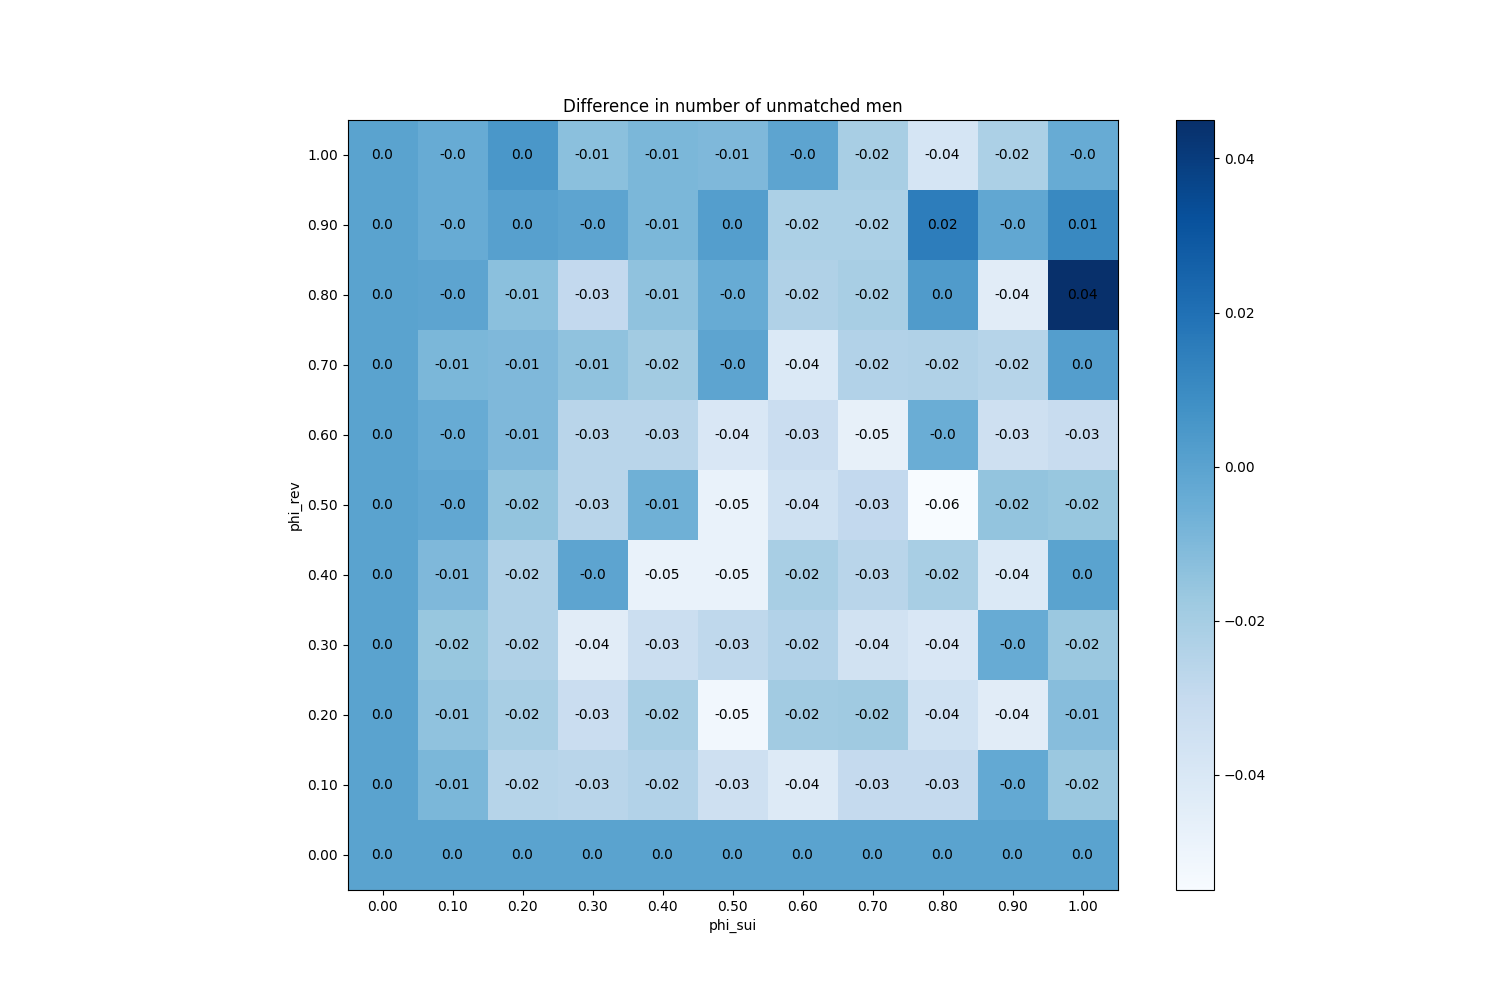 Difference in number of unmatched men
1.00 0.0 -0.0 0.0 -0.01 -0.01 -0.01 -0.0 -0.02 -0.04 -0.02 -0.0
0.90 0.0 -0.0 0.0 -0.0 -0.01 0.0 -0.02 -0.02 0.02 -0.0 0.01
0.80 0.0 -0.0 -0.01 -0.03 -0.01 -0.0 -0.02 -0.02 0.0 -0.04 0.04
0.70 0.0 -0.01 -0.01 -0.01 -0.02 -0.0 -0.04 -0.02 -0.02 -0.02 0.0
0.60 0.0 -0.0 -0.01 -0.03 -0.03 -0.04 -0.03 -0.05 -0.0 -0.03 -0.03
0.50 0.0 -0.0 -0.02 -0.03 -0.01 -0.05 -0.04 -0.03 -0.06 -0.02 -0.02
0.40 0.0 -0.01 -0.02 -0.0 -0.05 -0.05 -0.02 -0.03 -0.02 -0.04 0.0
0.30 0.0 -0.02 -0.02 -0.04 -0.03 -0.03 -0.02 -0.04 -0.04 -0.0 -0.02
0.20 0.0 -0.01 -0.02 -0.03 -0.02 -0.05 -0.02 -0.02 -0.04 -0.04 -0.01
0.10 0.0 -0.01 -0.02 -0.03 -0.02 -0.03 -0.04 -0.03 -0.03 -0.0 -0.02
0.00 0.0 0.0 0.0 0.0 0.0 0.0 0.0 0.0 0.0 0.0 0.0
0.00 0.10 0.20 0.30 0.40 0.50 0.60 0.70 0.80 0.90 1.00
phi_sui
phi_rev
0.04
0.02
0.00
−0.02
−0.04